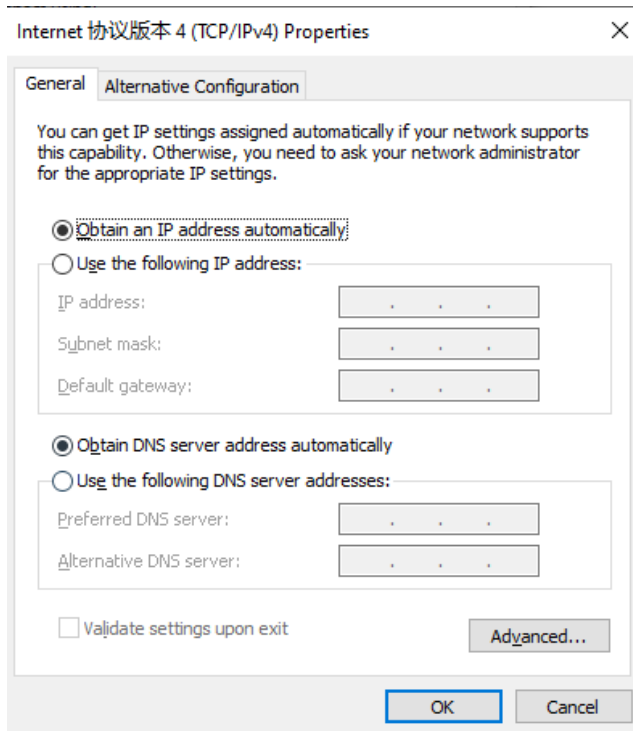 Internet 协议版本 4 (TCP/IPv4) Properties
General
Alternative Configuration
You can get IP settings assigned automatically if your network supports
this capability. Otherwise, you need to ask your network administrator
for the appropriate IP settings.
Obtain an IP address automatically
Use the following IP address:
IP address:
Subnet mask:
Default gateway:
Obtain DNS server address automatically
Use the following DNS server addresses:
Preferred DNS server:
Alternative DNS server:
Validate settings upon exit
Advanced...
OK
Cancel